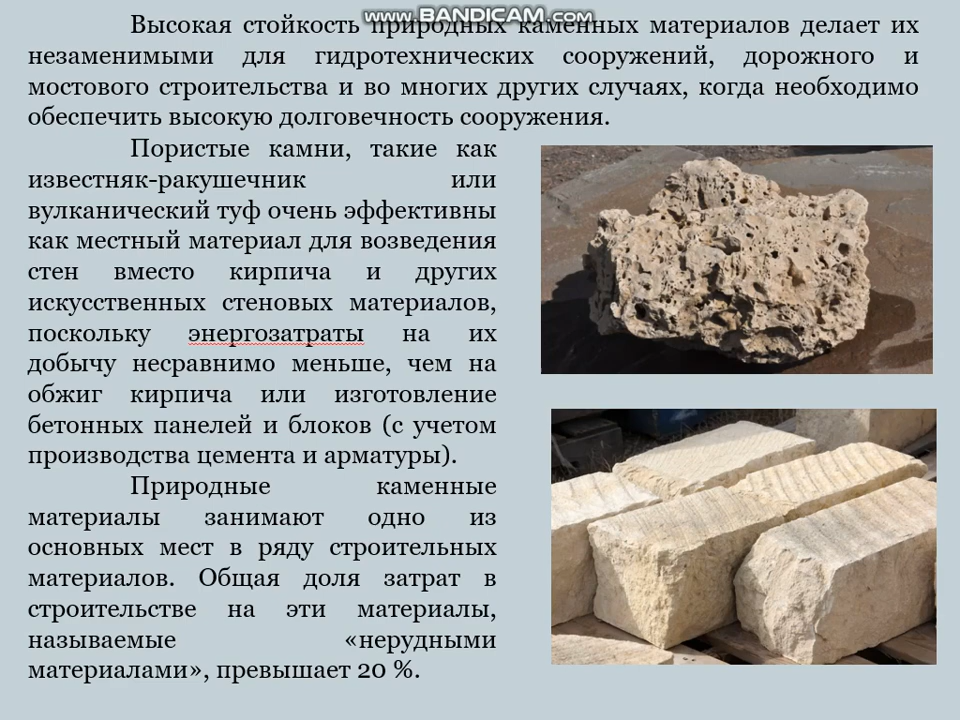 www.BANDICAM.com
Высокая стойкость природных каменных материалов делает их
незаменимыми для гидротехнических сооружений, дорожного и
мостового строительства и во многих других случаях, когда необходимо
обеспечить высокую долговечность сооружения.
Пористые камни, такие как
известняк-ракушечник или
вулканический туф очень эффективны
как местный материал для возведения
стен вместо кирпича и других
искусственных стеновых материалов,
поскольку энергозатраты на их
добычу несравнимо меньше, чем на
обжиг кирпича или изготовление
бетонных панелей и блоков (с учетом
производства цемента и арматуры).
Природные каменные
материалы занимают одно из
основных мест в ряду строительных
материалов. Общая доля затрат в
строительстве на эти материалы,
называемые «нерудными
материалами», превышает 20 %.